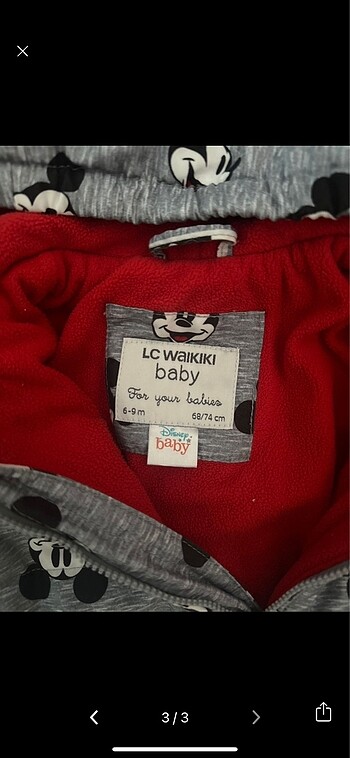 LC WAIKIKI
baby
For your babies
6-9 m 68/74 cm
Disney
baby
3 / 3